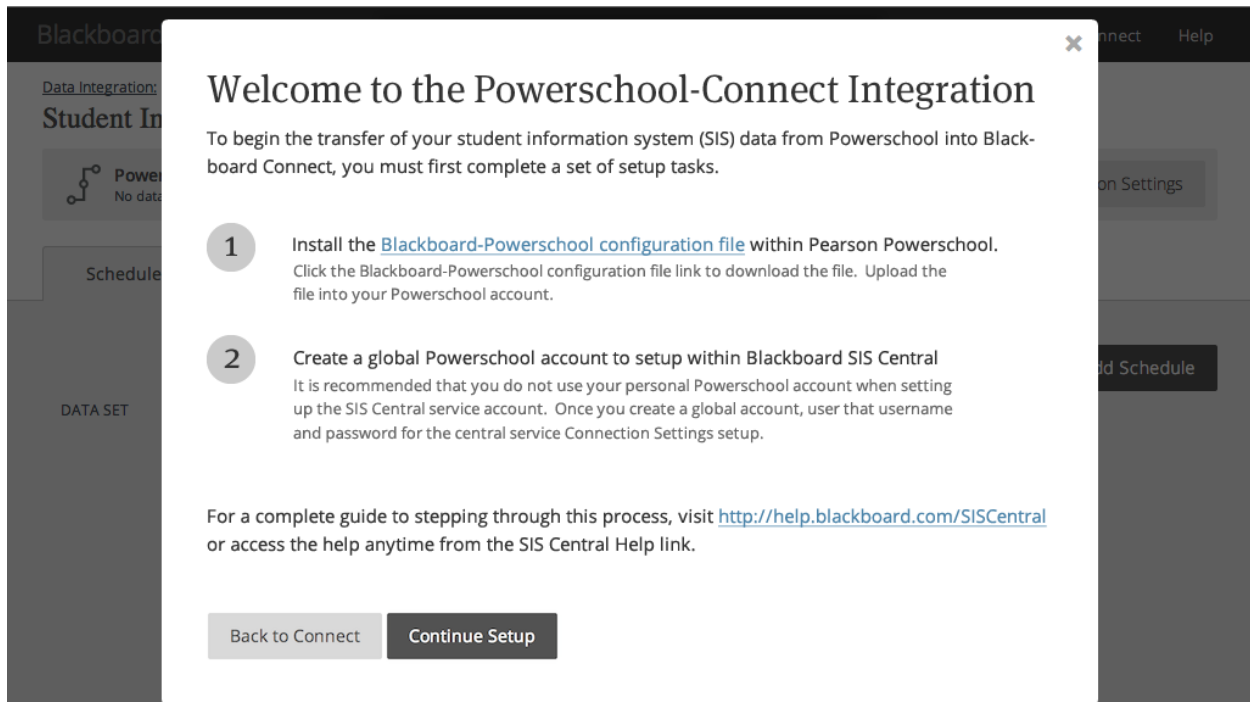 Blackboard
nnect Help
Data Integration:
Student In
Power
No data
on Settings
Schedule
dd Schedule
DATA SET
Welcome to the Powerschool-Connect Integration
To begin the transfer of your student information system (SIS) data from Powerschool into Black-
board Connect, you must first complete a set of setup tasks.
1
Install the Blackboard-Powerschool configuration file within Pearson Powerschool.
Click the Blackboard-Powerschool configuration file link to download the file. Upload the
file into your Powerschool account.
2
Create a global Powerschool account to setup within Blackboard SIS Central
It is recommended that you do not use your personal Powerschool account when setting
up the SIS Central service account. Once you create a global account, user that username
and password for the central service Connection Settings setup.
For a complete guide to stepping through this process, visit http://help.blackboard.com/SISCentral
or access the help anytime from the SIS Central Help link.
Back to Connect Continue Setup